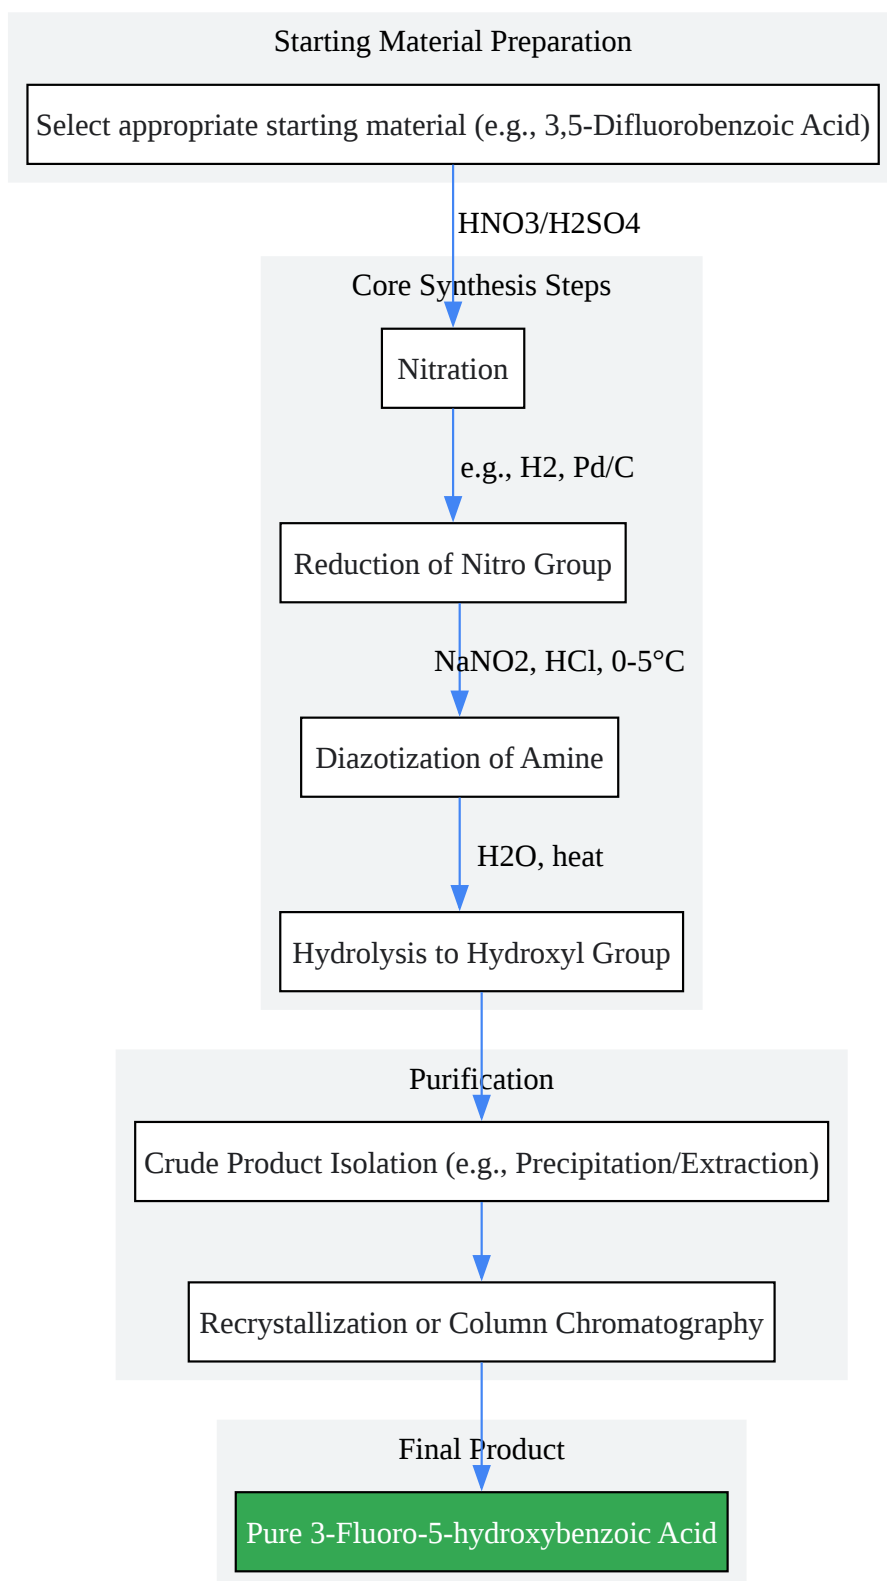 Starting Material Preparation
Select appropriate starting material (e.g., 3,5-Difluorobenzoic Acid)
HNO3/H2SO4
Core Synthesis Steps
Nitration
e.g., H2, Pd/C
Reduction of Nitro Group
NaNO2, HCl, 0-5°C
Diazotization of Amine
H2O, heat
Hydrolysis to Hydroxyl Group
Purification
Crude Product Isolation (e.g., Precipitation/Extraction)
Recrystallization or Column Chromatography
Final Product
Pure 3-Fluoro-5-hydroxybenzoic Acid